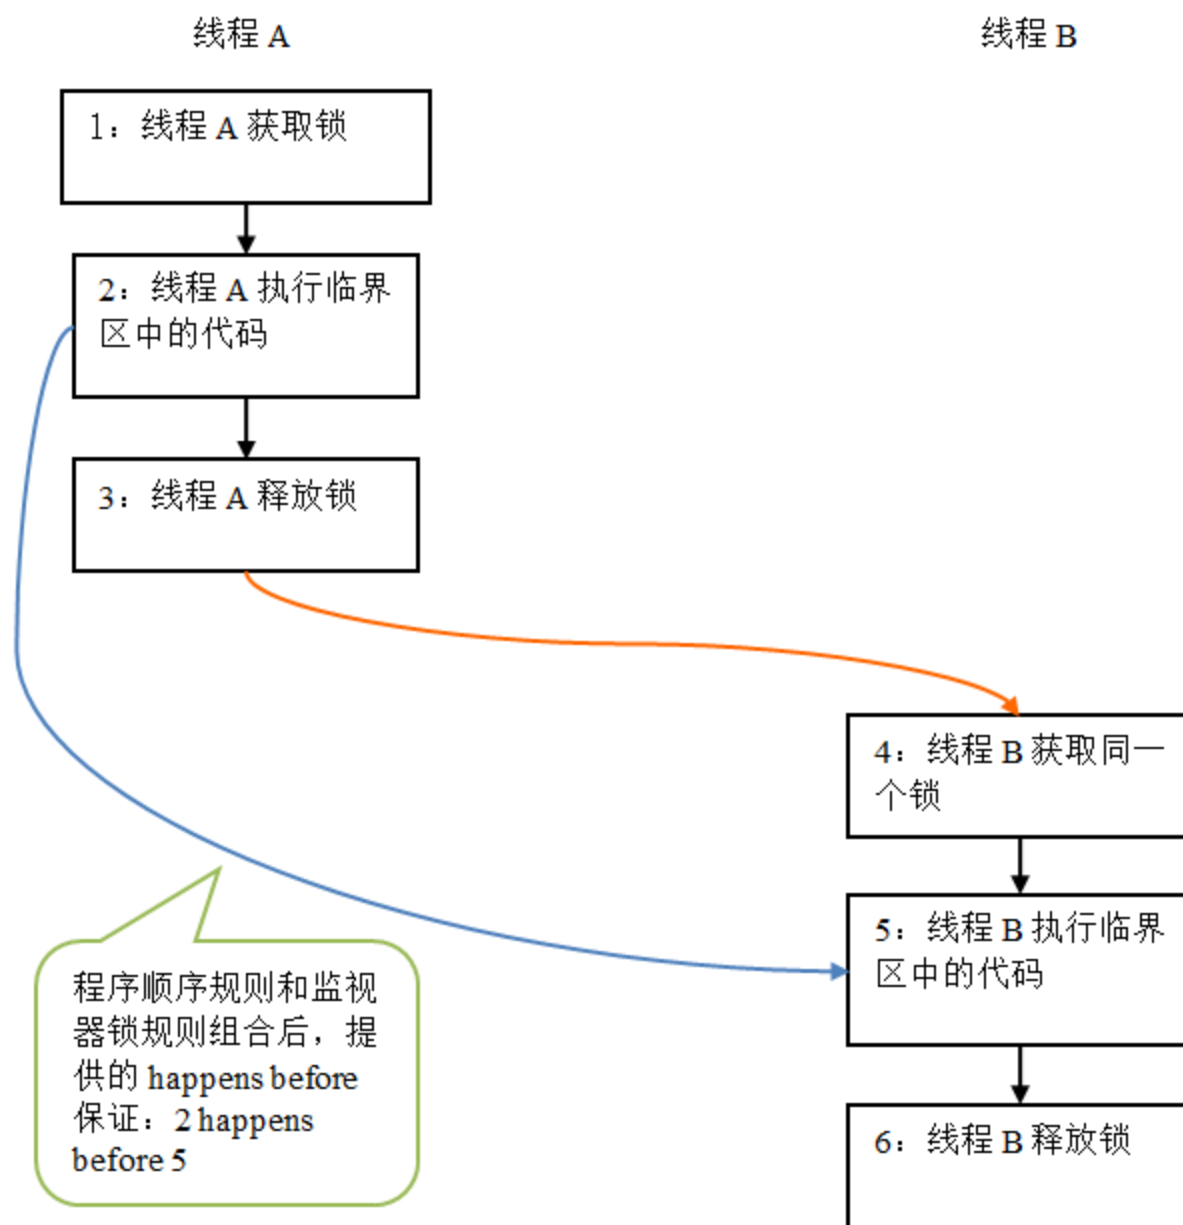 线程 A
线程 B
1：线程 A 获取锁
2：线程 A 执行临界
区中的代码
3：线程 A 释放锁
4：线程 B 获取同一
个锁
5：线程 B 执行临界
区中的代码
6：线程 B 释放锁
程序顺序规则和监视
器锁规则组合后，提
供的 happens before
保证：2 happens
before 5